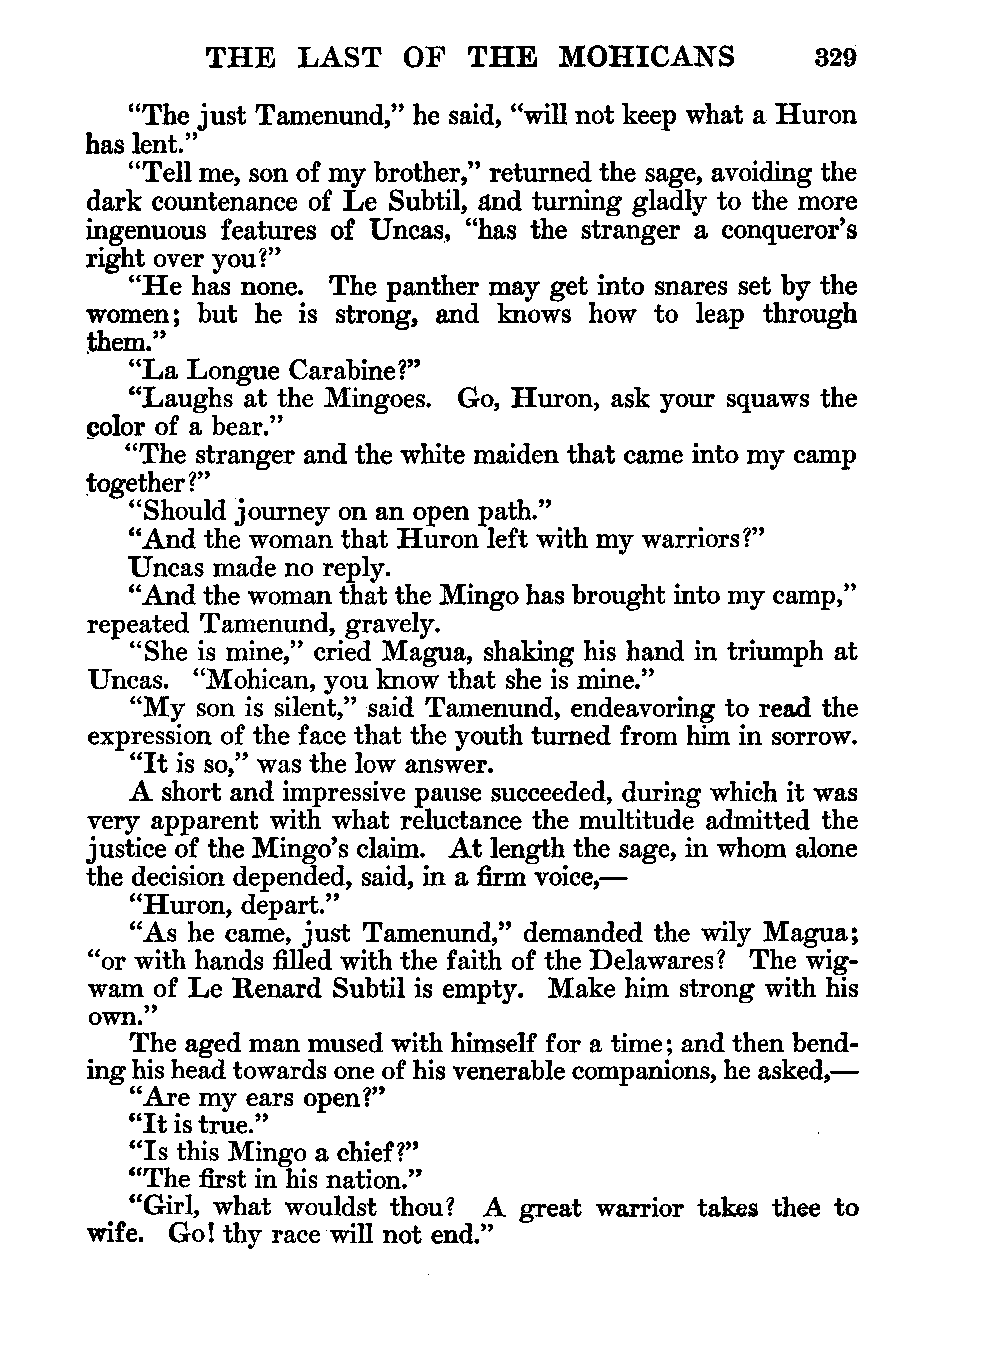 THE LAST OF THE MOHICANS 329
“The just Tamenund,” he said, “will not keep what a Huron
has lent.”
“Tell me, son of my brother,” returned the sage, avoiding the
dark countenance of Le Subtil, and turning gladly to the more
ingenuous features of Uncas, “has the stranger a conqueror’s
right over you?”
“He has none. The panther may get into snares set by the
women; but he is strong, and knows how to leap through
them.”
“La Longue Carabine?”
“Laughs at the Mingoes. Go, Huron, ask your squaws the
color of a bear.”
“The stranger and the white maiden that came into my camp
together?”
“Should journey on an open path.”
“And the woman that Huron left with my warriors?”
Uncas made no reply.
“And the woman that the Mingo has brought into my camp,”
repeated Tamenund, gravely.
“She is mine,” cried Magua, shaking his hand in triumph at
Uncas. “Mohican, you know that she is mine.”
“My son is silent,” said Tamenund, endeavoring to read the
expression of the face that the youth turned from him in sorrow.
“It is so,” was the low answer.
A short and impressive pause succeeded, during which it was
very apparent with what reluctance the multitude admitted the
justice of the Mingo’s claim. At length the sage, in whom alone
the decision depended, said, in a firm voice,—
“Huron, depart.”
“As he came, just Tamenund,” demanded the wily Magua;
“or with hands filled with the faith of the Delawares? The wig-
wam of Le Renard Subtil is empty. Make him strong with his
own.”
The aged man mused with himself for a time; and then bend-
ing his head towards one of his venerable companions, he asked,—
“Are my ears open?”
“It is true.”
“Is this Mingo a chief?”
“The first in his nation.”
“Girl, what wouldst thou? A great warrior takes thee to
wife. Go! thy race will not end.”